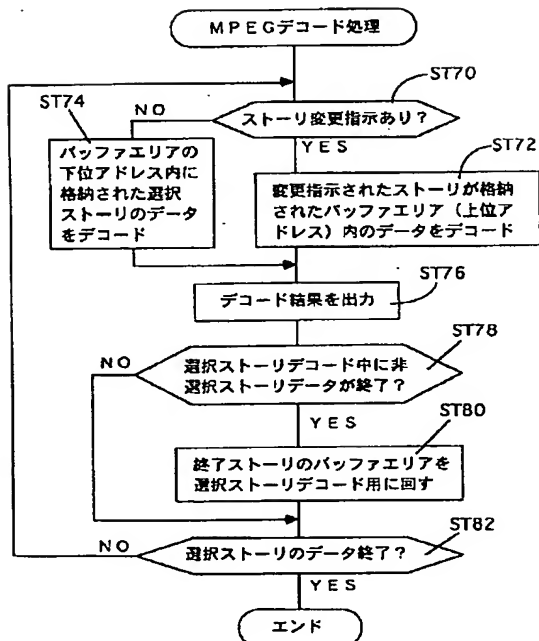 MPEGデコード処理
ST70
ストーリ変更指示あり?
NO
YES
ST74
バッファエリアの
下位アドレス内に
格納された選択
ストーリのデータ
をデコード
ST72
変更指示されたストーリが格納
されたバッファエリア(上位ア
ドレス)内のデータをデコード
ST76
デコード結果を出力
ST78
選択ストーリデコード中に非
選択ストーリデータが終了?
NO
YES
ST80
終了ストーリのバッファエリアを
選択ストーリデコード用に回す
ST82
選択ストーリのデータ終了?
NO
YES
エンド